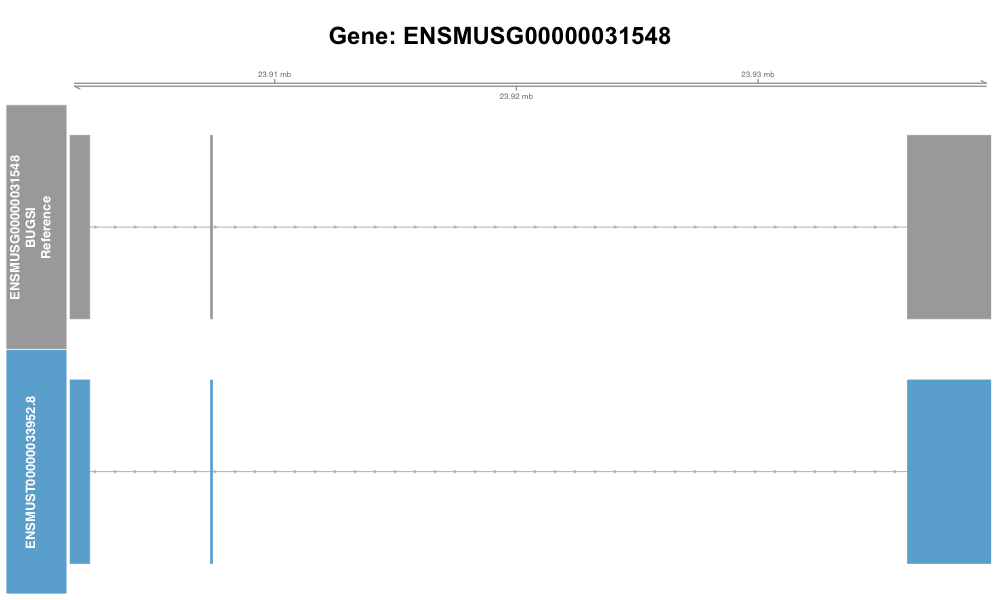 Gene: ENSMUSG00000031548
23.91 mb
23.93 mb
23.92 mb
ENSMUSG00000031548
BUGSI
Reference
ENSMUST00000033952.8